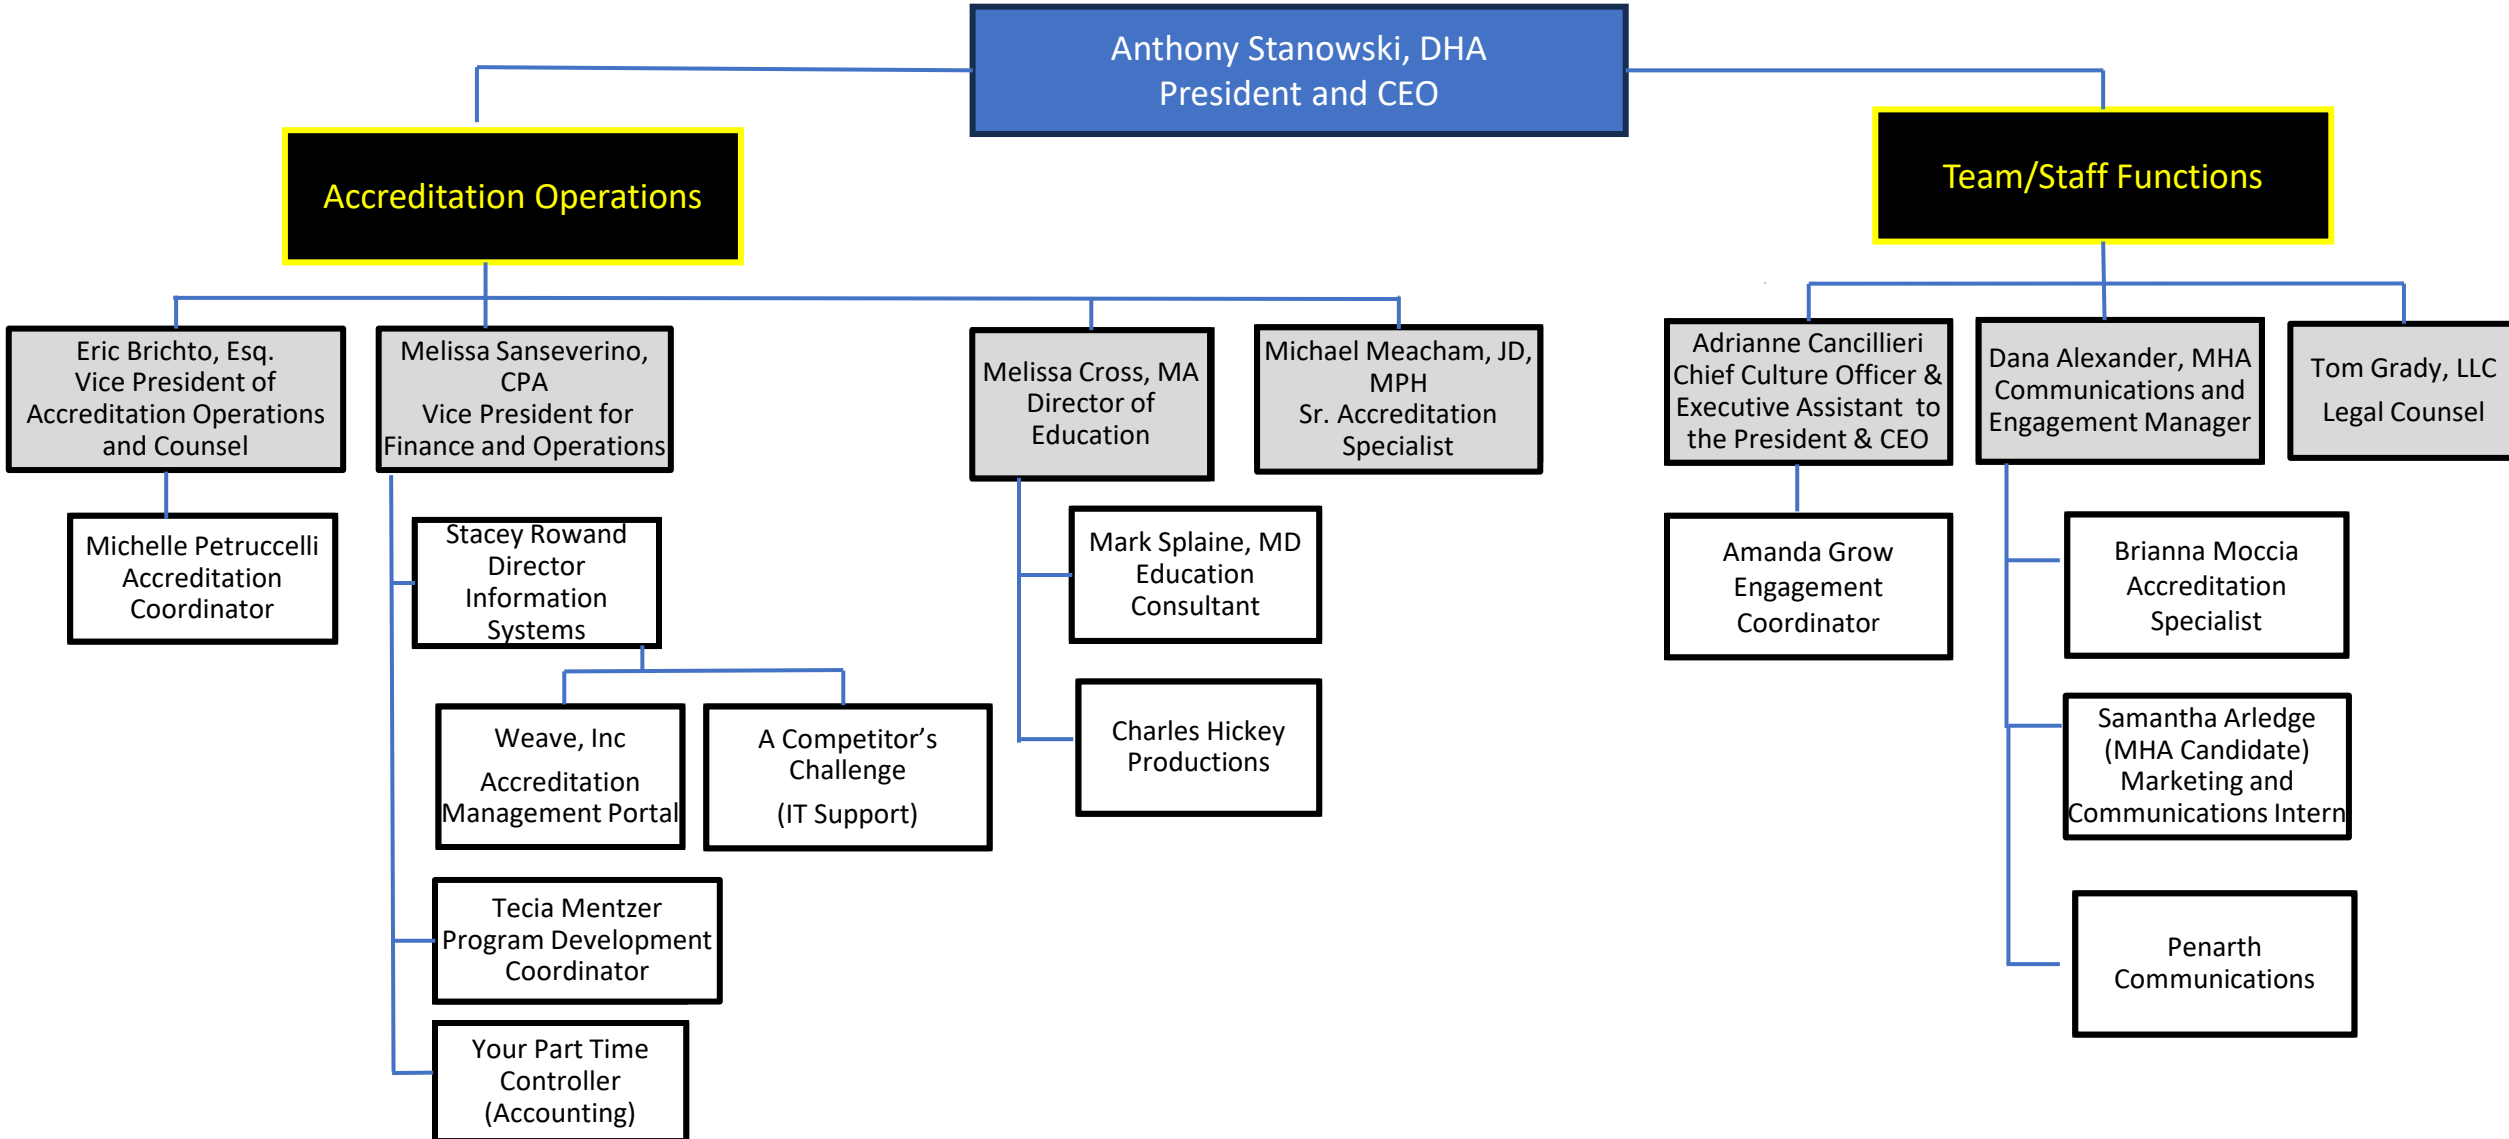 Anthony Stanowski, DHA
President and CEO
Accreditation Operations
Team/Staff Functions
Eric Brichto, Esq.
Vice President of
Accreditation Operations
and Counsel
Melissa Sanseverino,
CPA
Vice President for
Finance and Operations
Melissa Cross, MA
Director of
Education
Michael Meacham, JD,
MPH
Sr. Accreditation
Specialist
Adrianne Cancillieri
Chief Culture Officer &
Executive Assistant to
the President & CEO
Dana Alexander, MHA
Communications and
Engagement Manager
Tom Grady, LLC
Legal Counsel
Michelle Petruccelli
Accreditation
Coordinator
Stacey Rowand
Director
Information
Systems
Mark Splaine, MD
Education
Consultant
Amanda Grow
Engagement
Coordinator
Brianna Moccia
Accreditation
Specialist
Weave, Inc
Accreditation
Management Portal
A Competitor’s
Challenge
(IT Support)
Charles Hickey
Productions
Samantha Arledge
(MHA Candidate)
Marketing and
Communications Intern
Tecia Mentzer
Program Development
Coordinator
Penarth
Communications
Your Part Time
Controller
(Accounting)